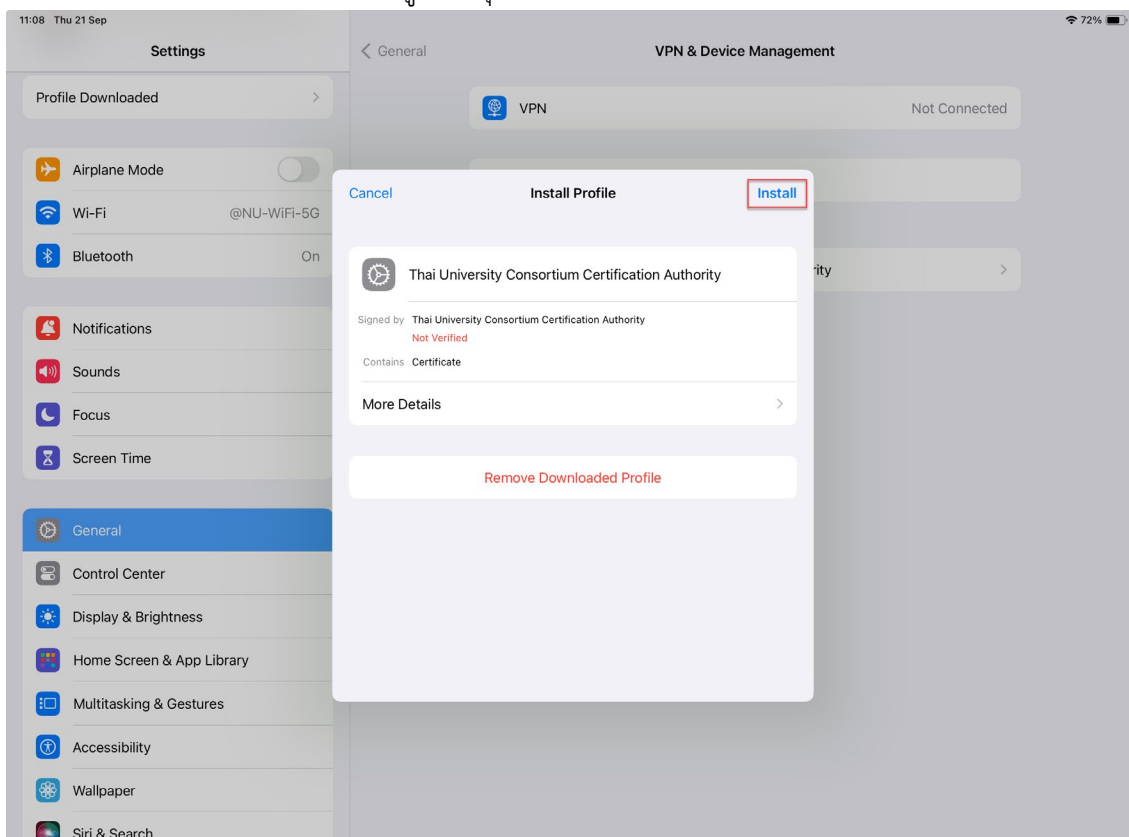 11:08 Thu 21 Sep
72%
Settings
Profile Downloaded
Airplane Mode
Wi-Fi @NU-WiFi-5G
Bluetooth On
Notifications
Sounds
Focus
Screen Time
General
Control Center
Display & Brightness
Home Screen & App Library
Multitasking & Gestures
Accessibility
Wallpaper
Siri & Search
General
VPN & Device Management
VPN Not Connected
rity
Cancel Install Profile Install
Thai University Consortium Certification Authority
Signed by Thai University Consortium Certification Authority
Not Verified
Contains Certificate
More Details
Remove Downloaded Profile